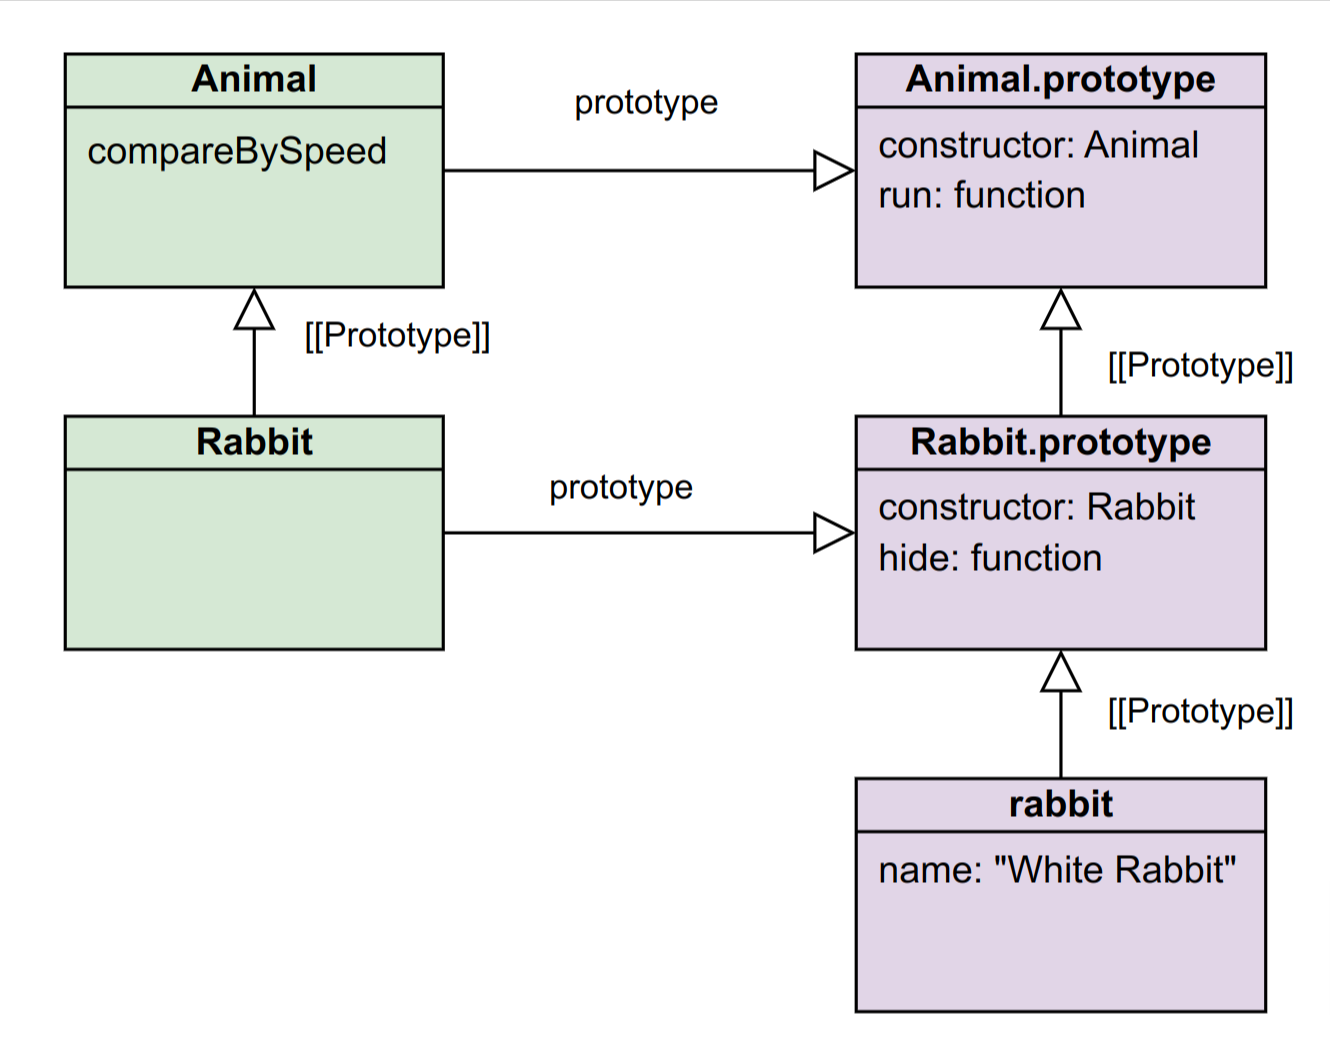 Animal
compareBySpeed
prototype
Animal.prototype
constructor: Animal
run: function
[[Prototype]]
[[Prototype]]
Rabbit
prototype
Rabbit.prototype
constructor: Rabbit
hide: function
[[Prototype]]
rabbit
name: "White Rabbit"